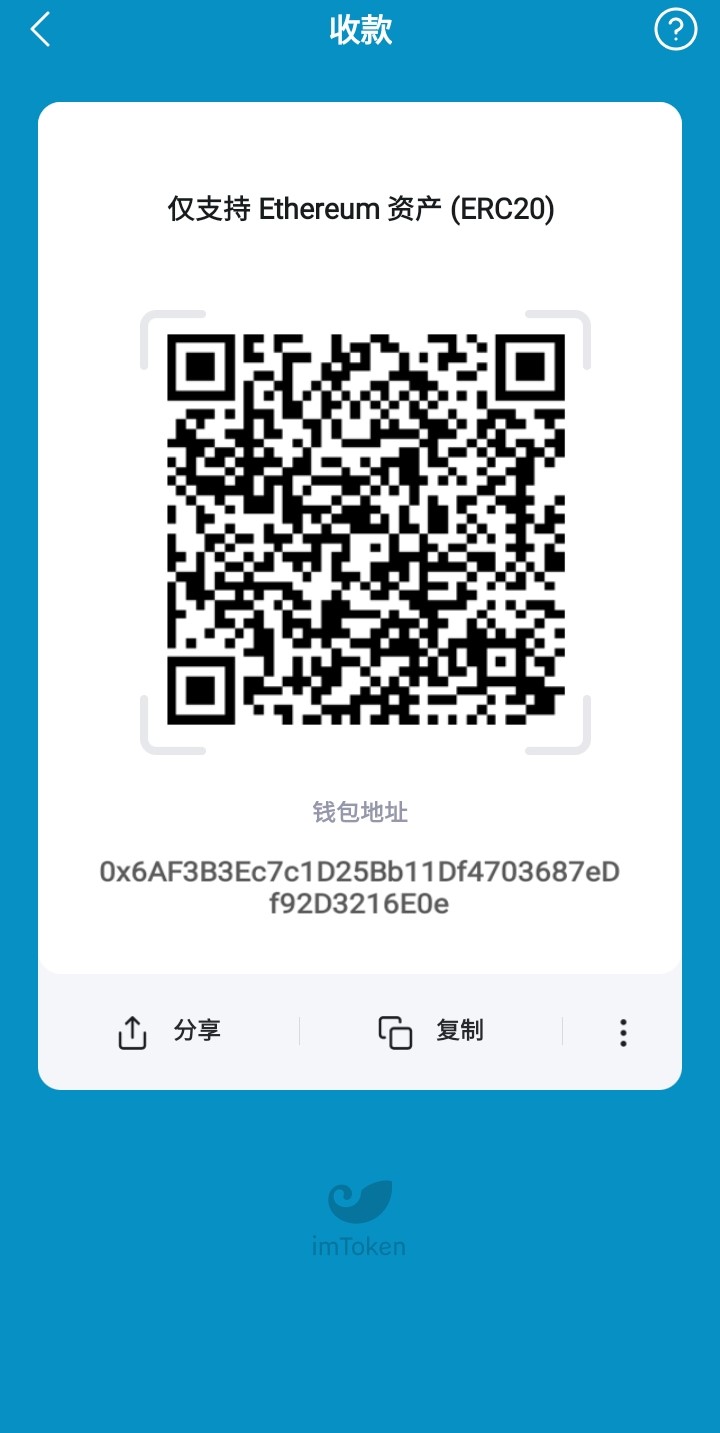 收款
仅支持 Ethereum 资产 (ERC20)
钱包地址
0x6AF3B3Ec7c1D25Bb11Df4703687eD
f92D3216E0e
分享
复制
imToken